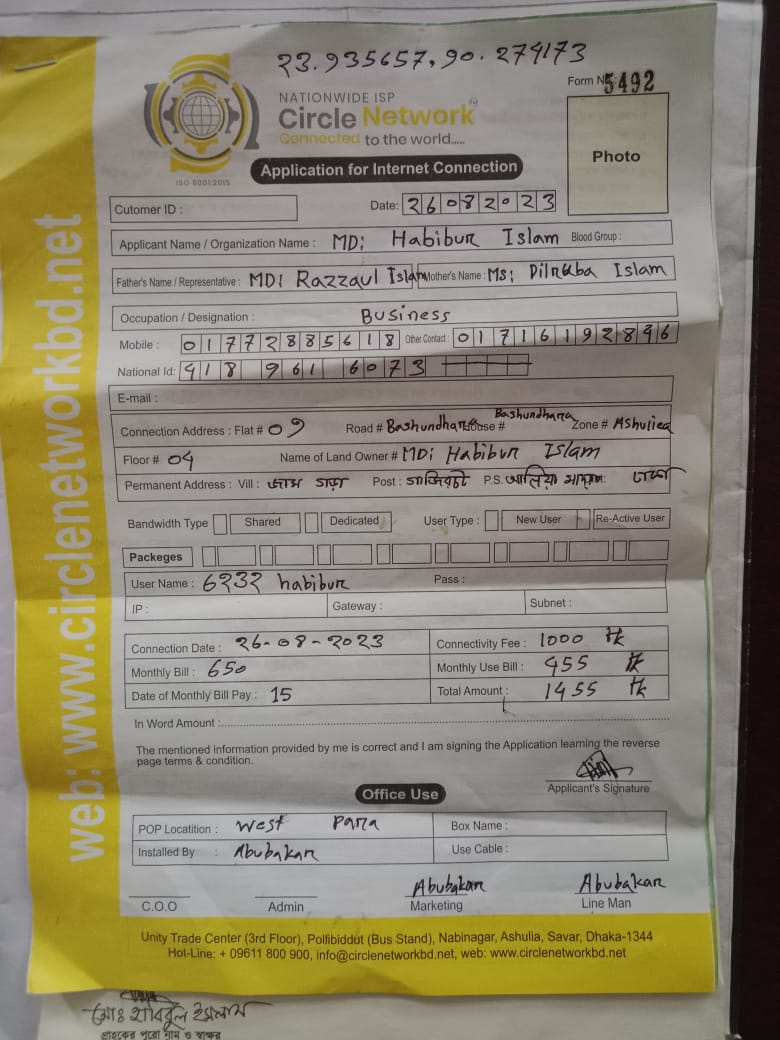 23.935657, 90.274173
Form No: 5492
NATIONWIDE ISP
Circle Network
Connected to the world.....
ISO 9001:2015
Application for Internet Connection
Photo
Cutomer ID :
Date: 26082023
Applicant Name / Organization Name : MD: Habibur Islam Blood Group :
Father's Name / Representative : MD: Razzaul Islam Mother's Name : MS: Dilruba Islam
Occupation / Designation : Business
Mobile : 01772885618 Other Contact : 01716192846
National Id: 418 961 6073
E-mail :
Connection Address : Flat # 09 Road # Bashundhara House # Bashundhara Zone # Ashuliea
Floor # 04 Name of Land Owner # MD: Habibur Islam
Permanent Address : Vill : Post : P.S. ঢাকা
Bandwidth Type Shared Dedicated User Type : New User Re-Active User
Packeges
User Name : 6232 habibur Pass :
IP : Gateway : Subnet :
Connection Date : 26-08-2023 Connectivity Fee : 1000 tk
Monthly Bill : 650 Monthly Use Bill : 455 tk
Date of Monthly Bill Pay : 15 Total Amount : 1455 tk
In Word Amount :
The mentioned information provided by me is correct and I am signing the Application learning the reverse
page terms & condition.
Applicant's Signature
Office Use
POP Locatition : West Para Box Name :
Installed By : Abubakar Use Cable :
Abubakar Abubakar
C.O.O Admin Marketing Line Man
Unity Trade Center (3rd Floor), Pollibiddut (Bus Stand), Nabinagar, Ashulia, Savar, Dhaka-1344
Hot-Line: + 09611 800 900, info@circlenetworkbd.net, web: www.circlenetworkbd.net
web: www.circlenetworkbd.net
মোঃ হাবিবুল ইসলাম
গ্রাহকের পুরো নাম ও স্বাক্ষর